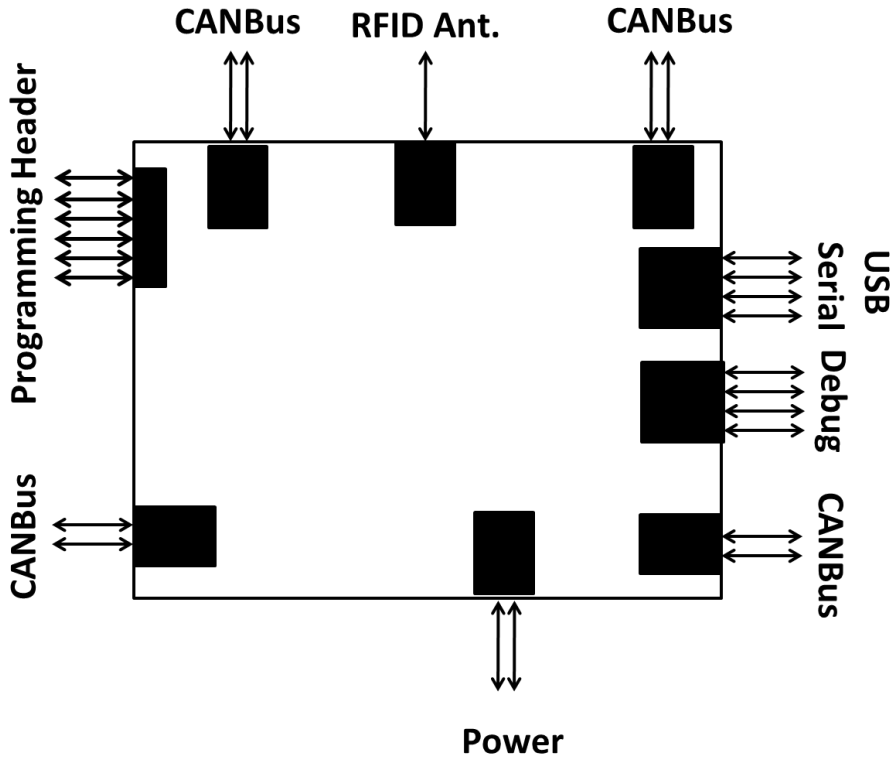 CANBus
RFID Ant.
CANBus
Programming Header
USB
Serial
Debug
CANBus
CANBus
Power